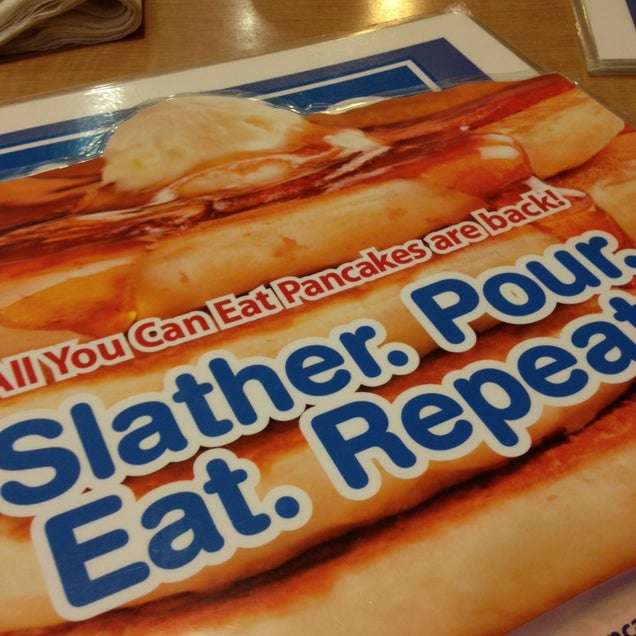 All You Can Eat Pancakes are back!
Slather. Pour.
Eat. Repeat